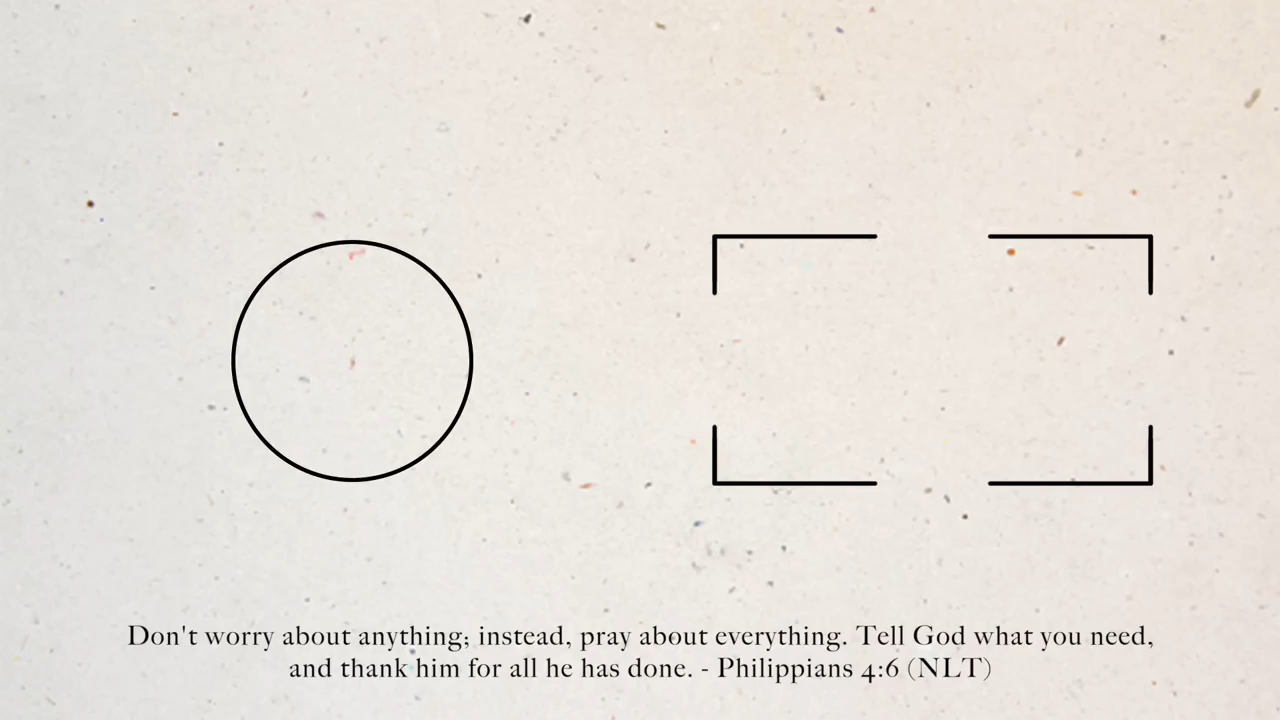 Don't worry about anything; instead, pray about everything. Tell God what you need,
and thank him for all he has done. - Philippians 4:6 (NLT)